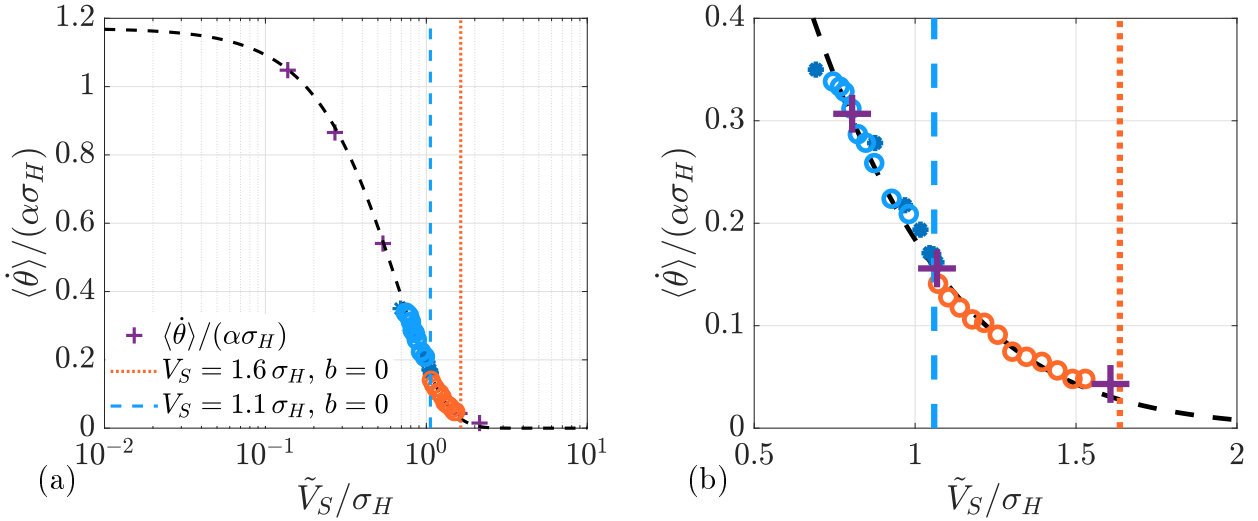 1.2
1
0.8
0.6
0.4
0.2
0
⟨θ̇⟩/(ασ_H)
⟨θ̇⟩/(ασ_H)
V_S = 1.6 σ_H, b = 0
V_S = 1.1 σ_H, b = 0
10^{-2}
10^{-1}
10^0
10^1
(a)
Ṽ_S/σ_H
0.4
0.3
0.2
0.1
0
⟨θ̇⟩/(ασ_H)
0.5
1
1.5
2
(b)
Ṽ_S/σ_H